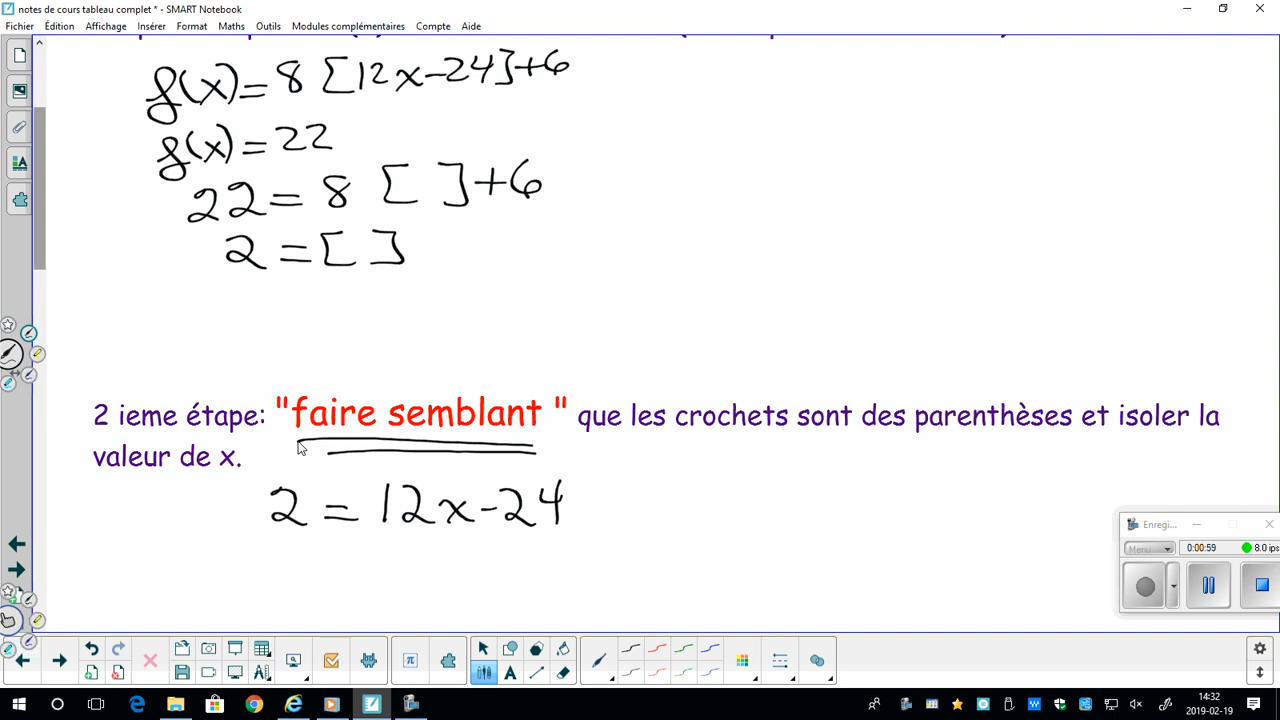 notes de cours tableau complet * - SMART Notebook
Fichier Édition Affichage Insérer Format Maths Outils Modules complémentaires Compte Aide
f(x)= 8 [12x-24]+6
f(x)= 22
22= 8 [ ]+6
2 =[ ]
2 ieme étape: "faire semblant " que les crochets sont des parenthèses et isoler la
valeur de x.
2 = 12x-24
Enregi...
Menu 0:00:59 8.0 ips
14:32
2019-02-19